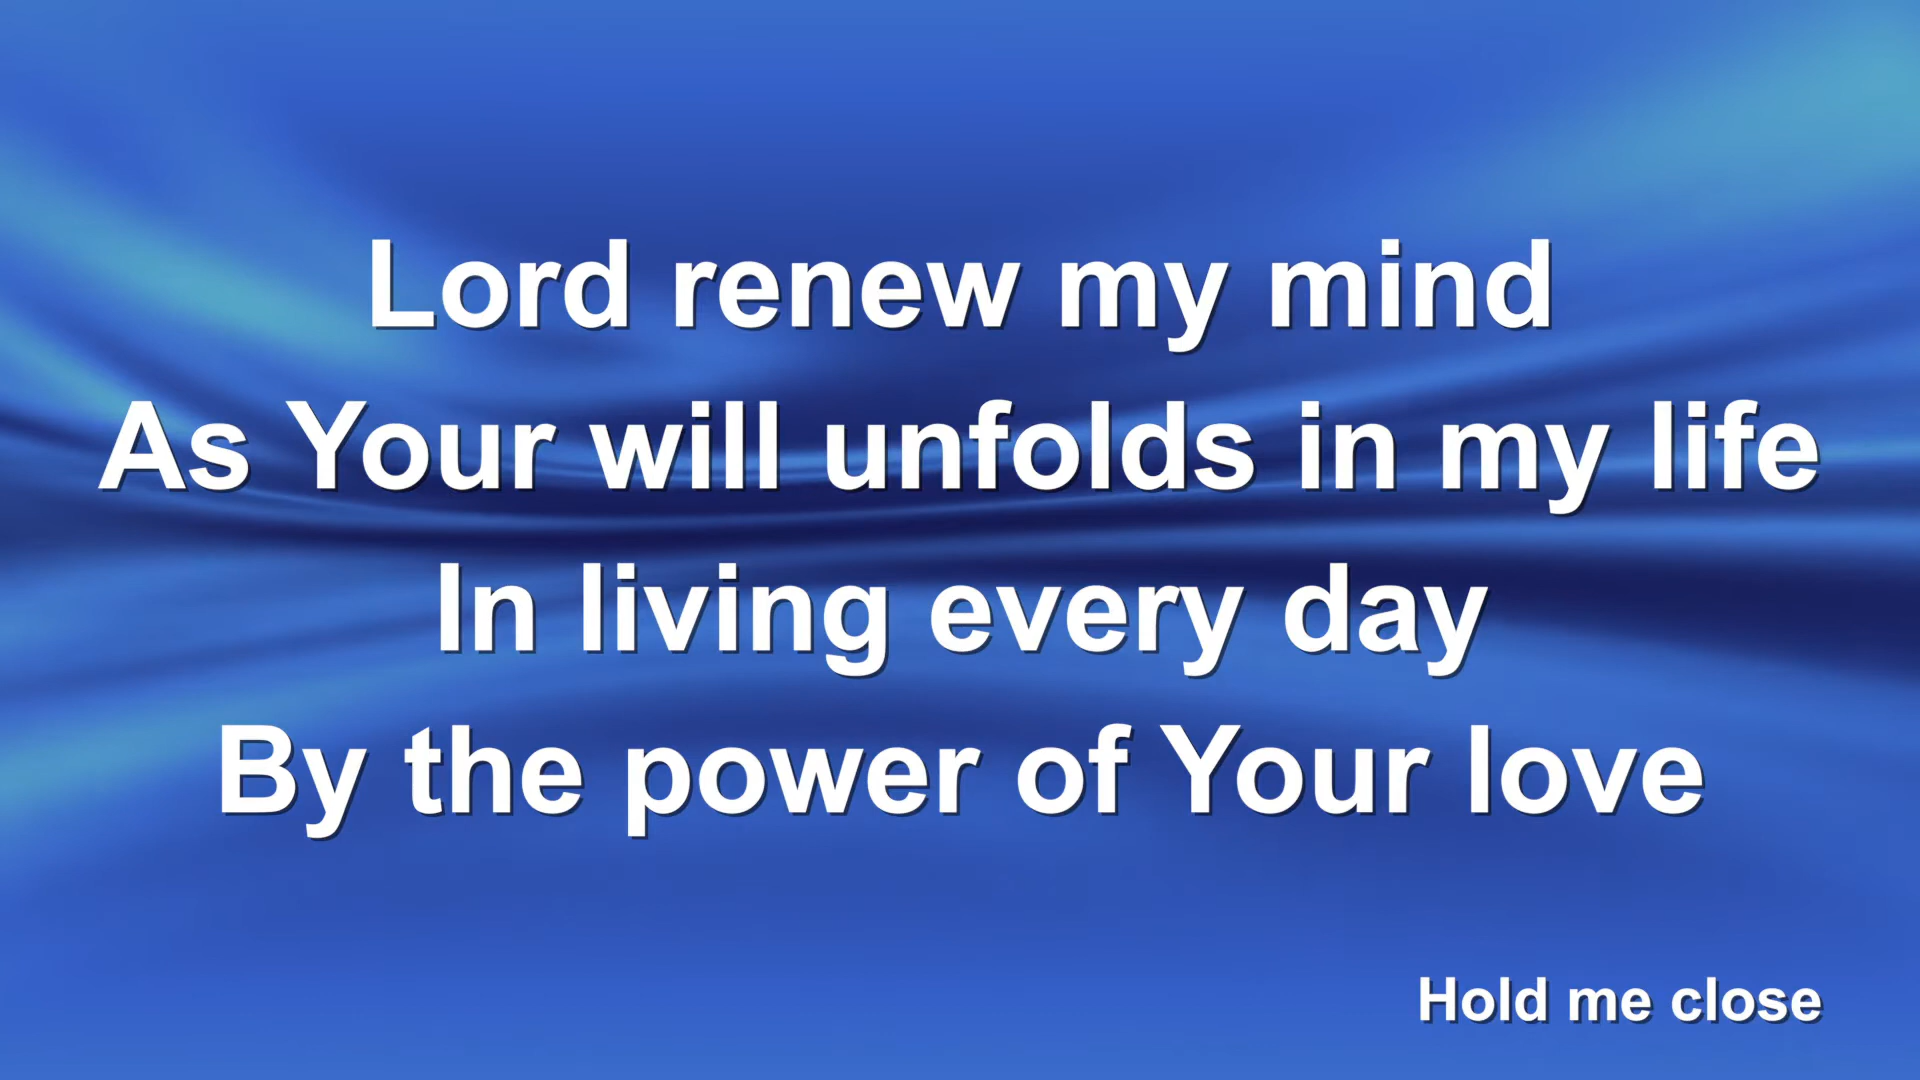 Lord renew my mind
As Your will unfolds in my life
In living every day
By the power of Your love
Hold me close